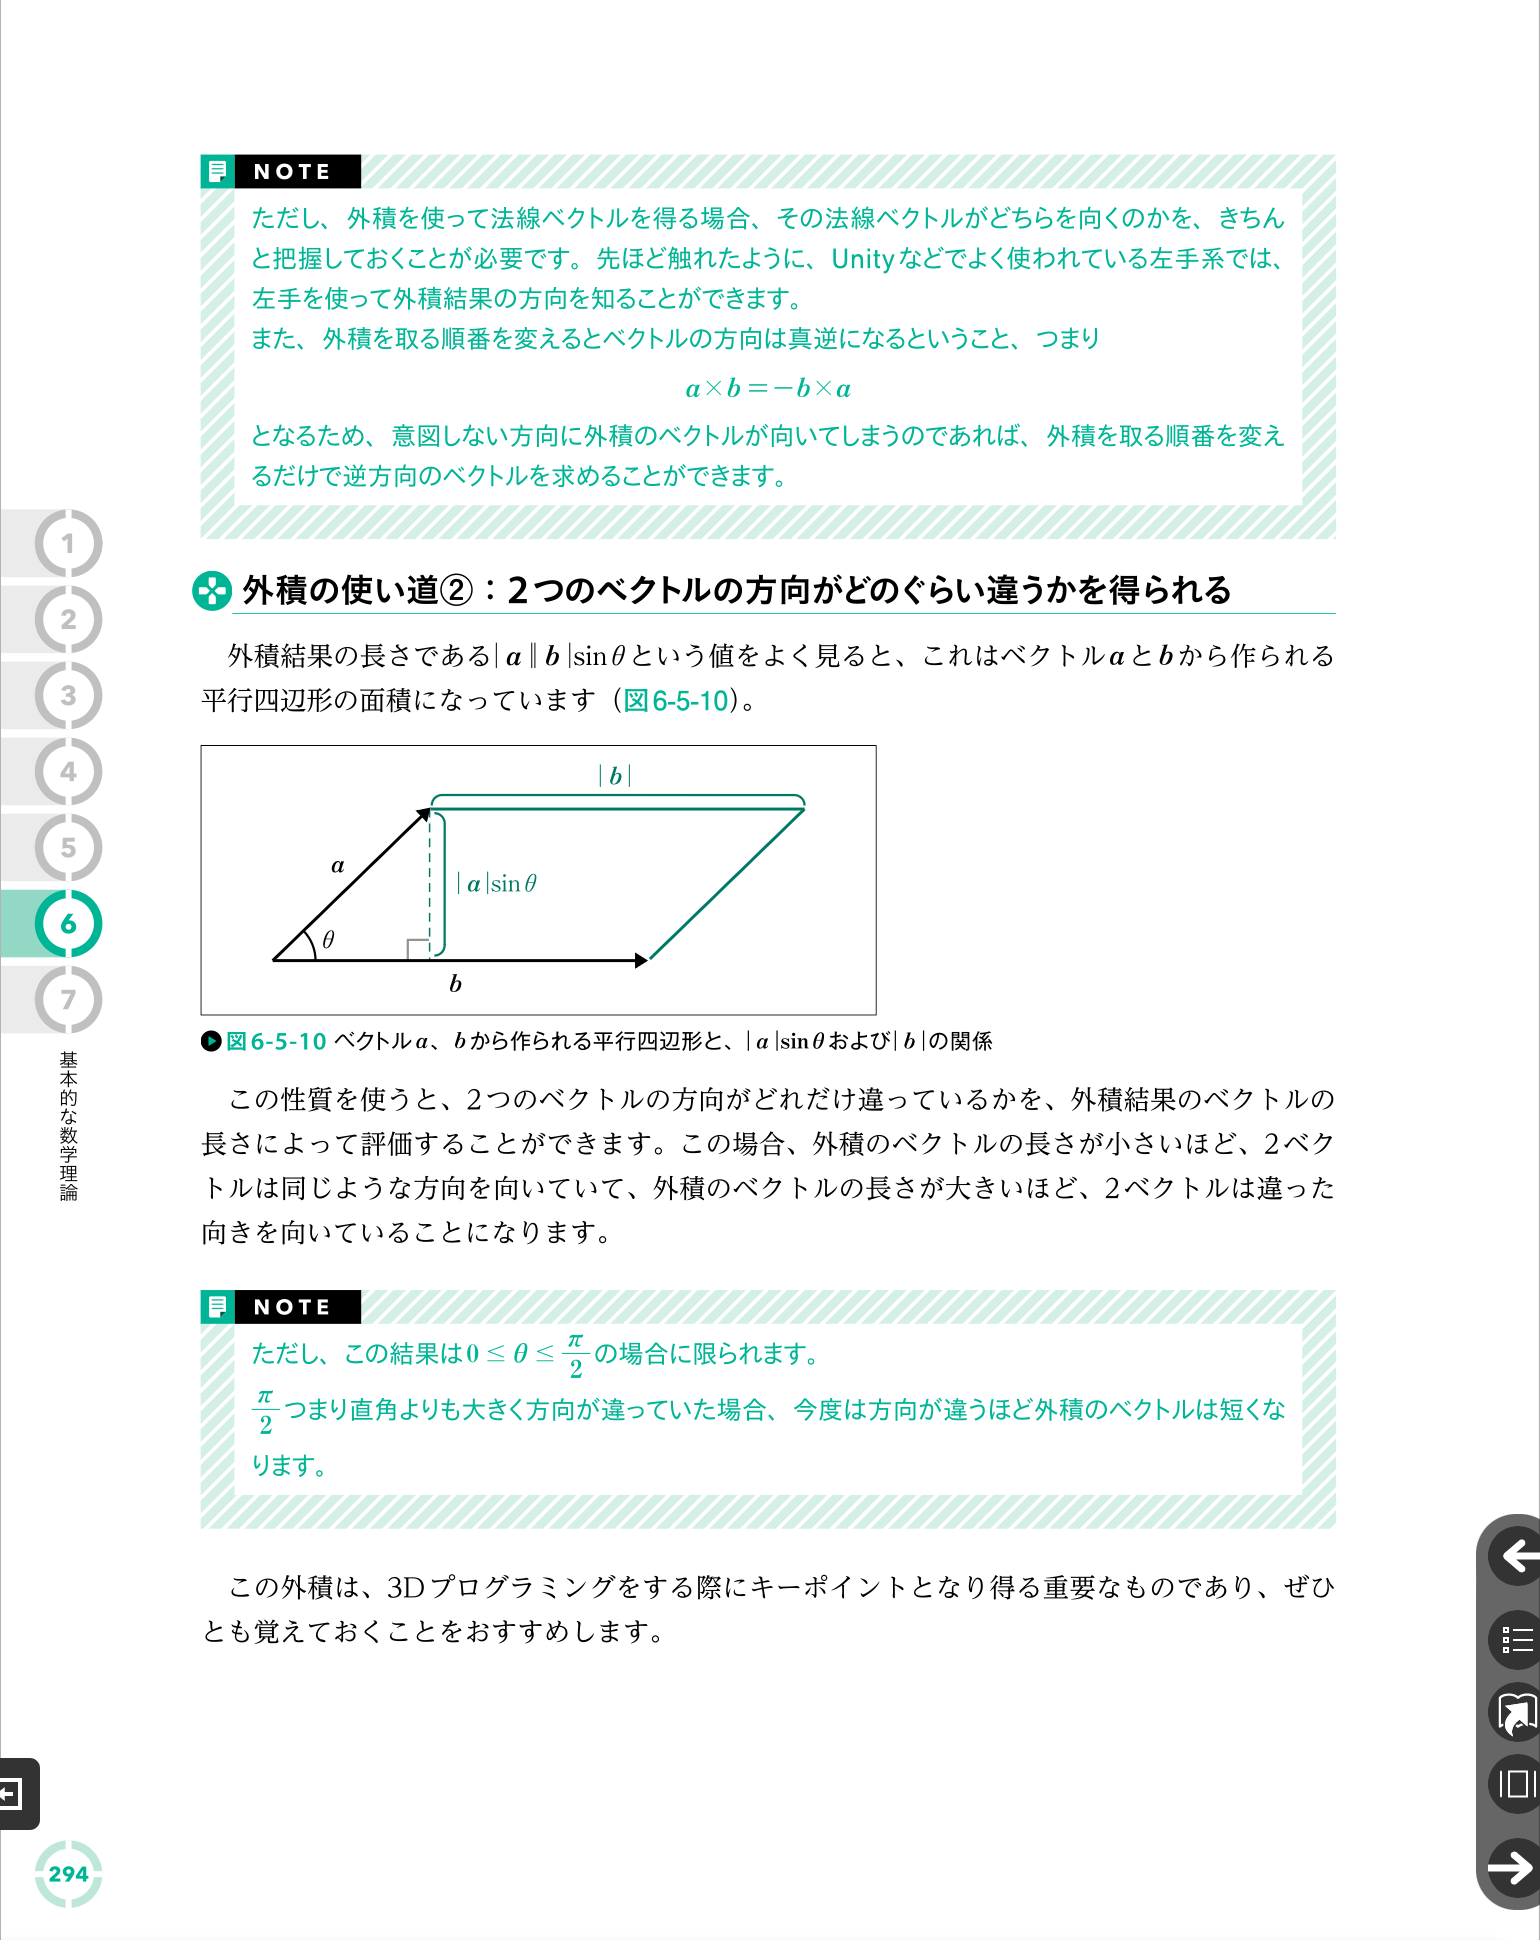 NOTE
ただし、外積を使って法線ベクトルを得る場合、その法線ベクトルがどちらを向くのかを、きちん
と把握しておくことが必要です。先ほど触れたように、Unityなどでよく使われている左手系では、
左手を使って外積結果の方向を知ることができます。
また、外積を取る順番を変えるとベクトルの方向は真逆になるということ、つまり
a×b=−b×a
となるため、意図しない方向に外積のベクトルが向いてしまうのであれば、外積を取る順番を変え
るだけで逆方向のベクトルを求めることができます。
外積の使い道②：2つのベクトルの方向がどのぐらい違うかを得られる
外積結果の長さである|a||b|sinθという値をよく見ると、これはベクトルaとbから作られる
平行四辺形の面積になっています（図6-5-10）。
|b|
a
|a|sinθ
θ
b
図6-5-10 ベクトルa、bから作られる平行四辺形と、|a|sinθおよび|b|の関係
この性質を使うと、2つのベクトルの方向がどれだけ違っているかを、外積結果のベクトルの
長さによって評価することができます。この場合、外積のベクトルの長さが小さいほど、2ベク
トルは同じような方向を向いていて、外積のベクトルの長さが大きいほど、2ベクトルは違った
向きを向いていることになります。
NOTE
ただし、この結果は0≤θ≤π/2の場合に限られます。
π/2つまり直角よりも大きく方向が違っていた場合、今度は方向が違うほど外積のベクトルは短くな
ります。
この外積は、3Dプログラミングをする際にキーポイントとなり得る重要なものであり、ぜひ
とも覚えておくことをおすすめします。
1
2
3
4
5
6
7
基本的な数学理論
294